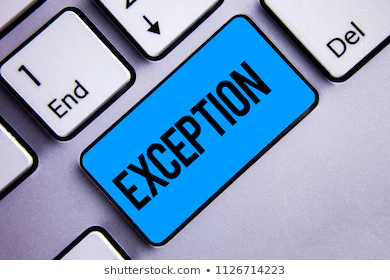 1
End
Del
EXCEPTION
shutterstock.com • 1126714223